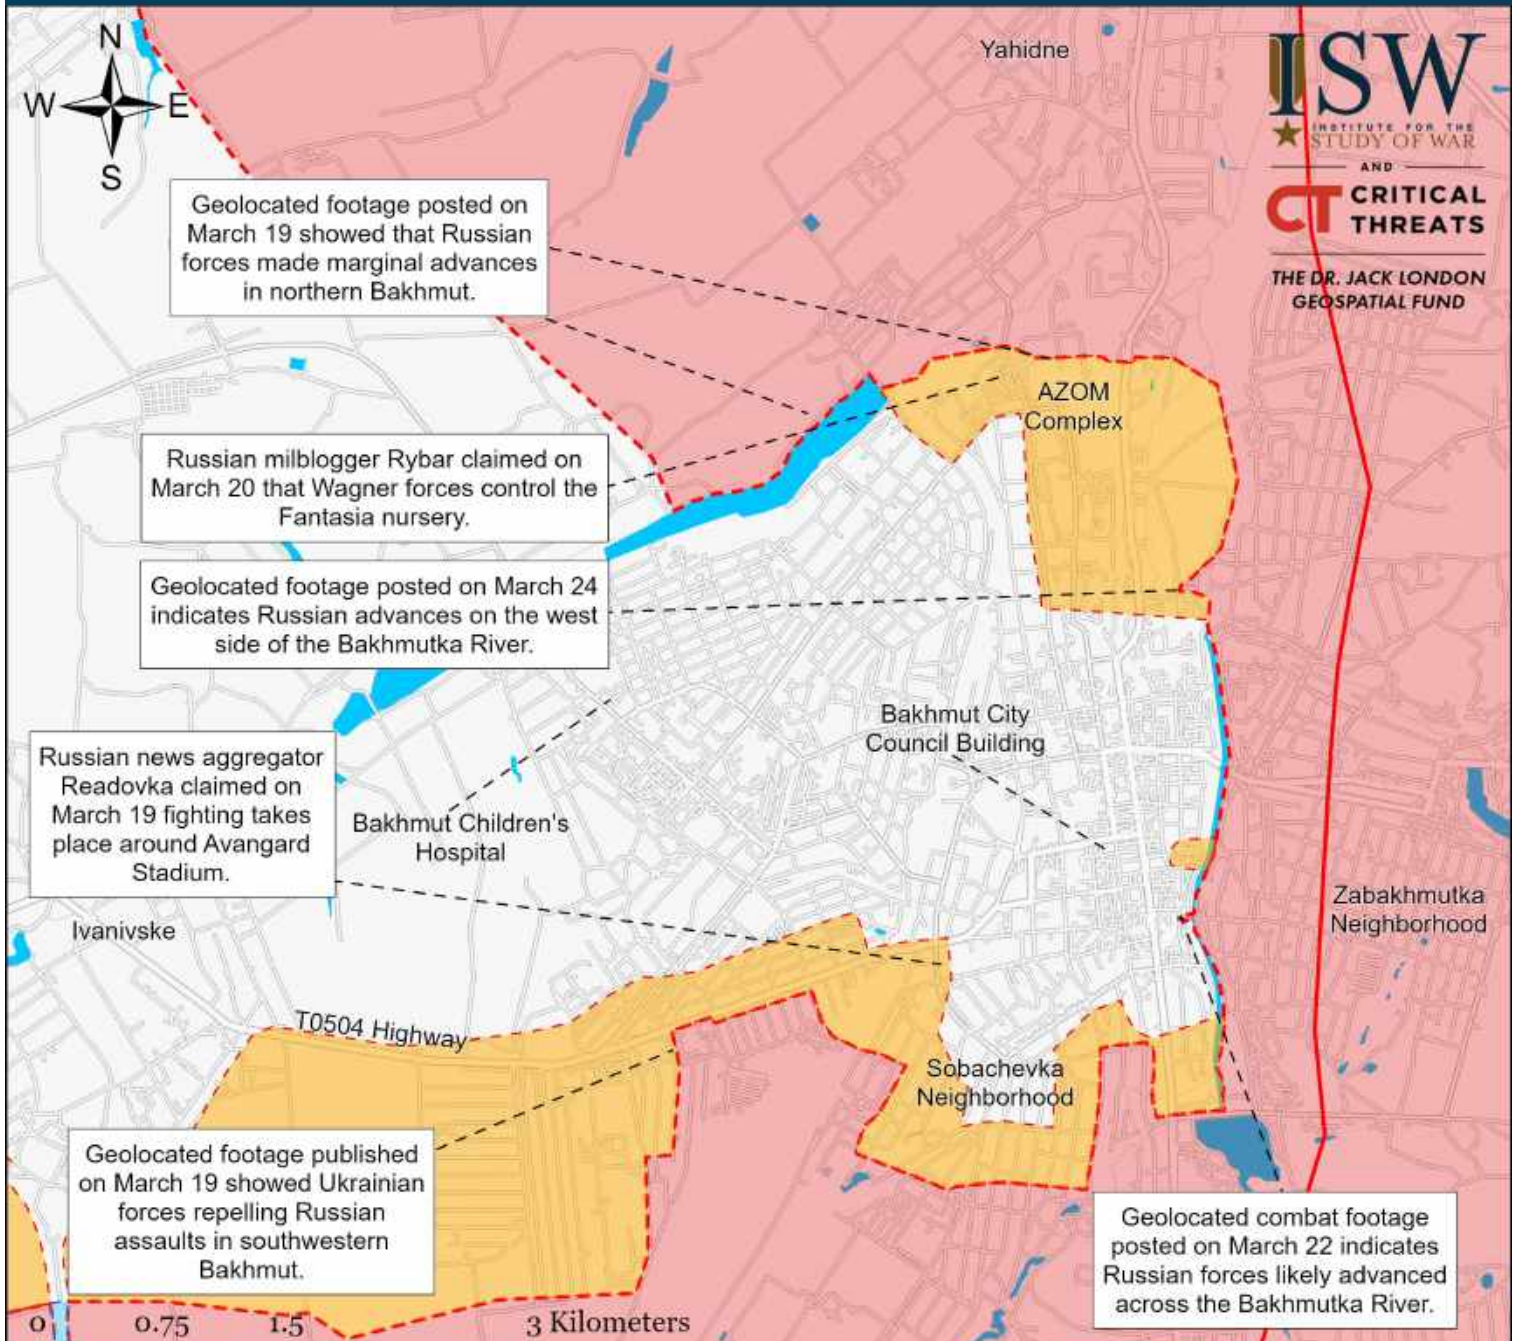 N
W E
S
Yahidne
ISW
INSTITUTE FOR THE
STUDY OF WAR
AND
CT CRITICAL
THREATS
THE DR. JACK LONDON
GEOSPATIAL FUND
Geolocated footage posted on
March 19 showed that Russian
forces made marginal advances
in northern Bakhmut.
AZOM
Complex
Russian milblogger Rybar claimed on
March 20 that Wagner forces control the
Fantasia nursery.
Geolocated footage posted on March 24
indicates Russian advances on the west
side of the Bakhmutka River.
Bakhmut City
Council Building
Russian news aggregator
Readovka claimed on
March 19 fighting takes
place around Avangard
Stadium.
Bakhmut Children's
Hospital
Zabakhmutka
Neighborhood
Ivanivske
T0504 Highway
Sobachevka
Neighborhood
Geolocated footage published
on March 19 showed Ukrainian
forces repelling Russian
assaults in southwestern
Bakhmut.
Geolocated combat footage
posted on March 22 indicates
Russian forces likely advanced
across the Bakhmutka River.
0 0.75 1.5 3 Kilometers